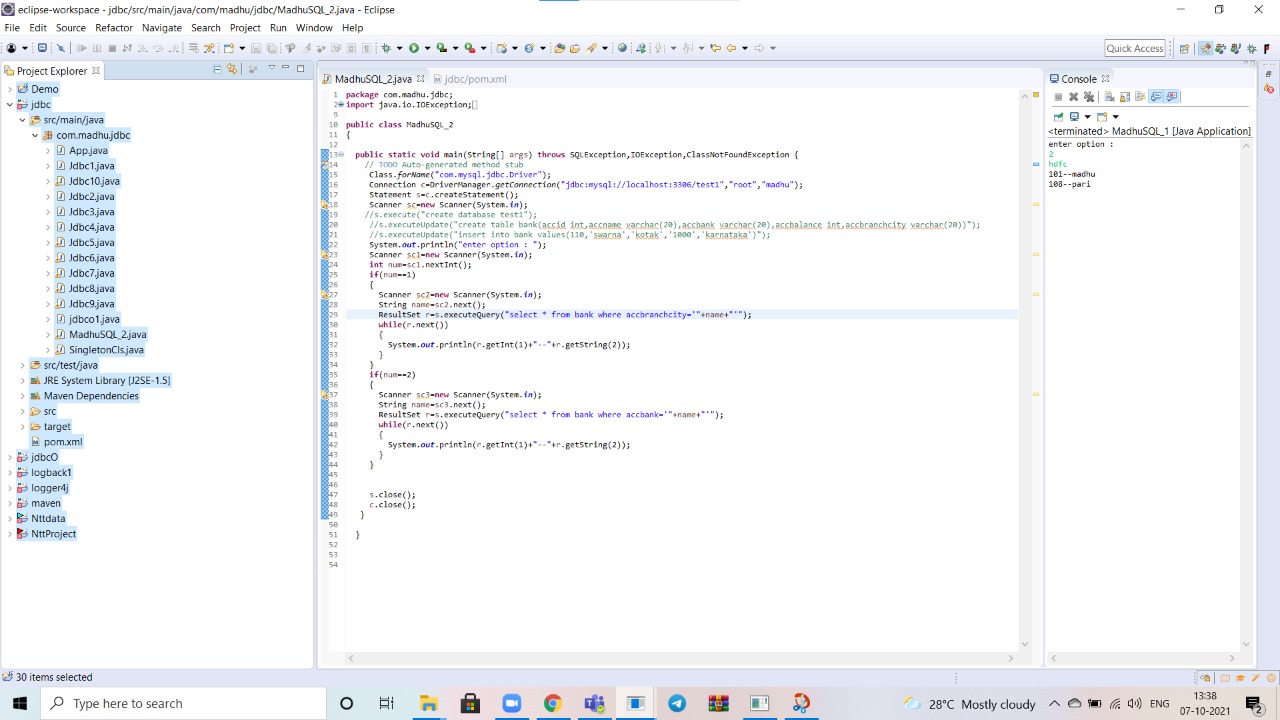 eclipse-workspace - jdbc/src/main/java/com/madhu/jdbc/MadhuSQL_2.java - Eclipse
File Edit Source Refactor Navigate Search Project Run Window Help
Quick Access
Project Explorer
Demo
jdbc
src/main/java
com.madhu.jdbc
App.java
Jdbc1.java
Jdbc10.java
Jdbc2.java
Jdbc3.java
Jdbc4.java
Jdbc5.java
Jdbc6.java
Jdbc7.java
Jdbc8.java
Jdbc9.java
jdbco1.java
MadhuSQL_2.java
SingletonCls.java
src/test/java
JRE System Library [J2SE-1.5]
Maven Dependencies
src
target
pom.xml
jdbcO
logback1
logger4j
maven
Nttdata
NttProject
MadhuSQL_2.java jdbc/pom.xml
1 package com.madhu.jdbc;
2 import java.io.IOException;
9
10 public class MadhuSQL_2
11 {
12
13 public static void main(String[] args) throws SQLException,IOException,ClassNotFoundException {
14 // TODO Auto-generated method stub
15 Class.forName("com.mysql.jdbc.Driver");
16 Connection c=DriverManager.getConnection("jdbc:mysql://localhost:3306/test1","root","madhu");
17 Statement s=c.createStatement();
18 Scanner sc=new Scanner(System.in);
19 //s.execute("create database test1");
20 //s.executeUpdate("create table bank(accid int,accname varchar(20),accbank varchar(20),accbalance int,accbranchcity varchar(20))");
21 //s.executeUpdate("insert into bank values(110,'swarna','kotak','1000','karnataka')");
22 System.out.println("enter option : ");
23 Scanner sc1=new Scanner(System.in);
24 int num=sc1.nextInt();
25 if(num==1)
26 {
27 Scanner sc2=new Scanner(System.in);
28 String name=sc2.next();
29 ResultSet r=s.executeQuery("select * from bank where accbranchcity='"+name+"'");
30 while(r.next())
31 {
32 System.out.println(r.getInt(1)+"--"+r.getString(2));
33 }
34 }
35 if(num==2)
36 {
37 Scanner sc3=new Scanner(System.in);
38 String name=sc3.next();
39 ResultSet r=s.executeQuery("select * from bank where accbank='"+name+"'");
40 while(r.next())
41 {
42 System.out.println(r.getInt(1)+"--"+r.getString(2));
43 }
44 }
45
46
47 s.close();
48 c.close();
49 }
50
51 }
52
53
54
Console
<terminated> MadhuSQL_1 [Java Application]
enter option :
2
hdfc
101--madhu
108--pari
30 items selected
Type here to search
28°C Mostly cloudy
ENG
13:38
07-10-2021
2